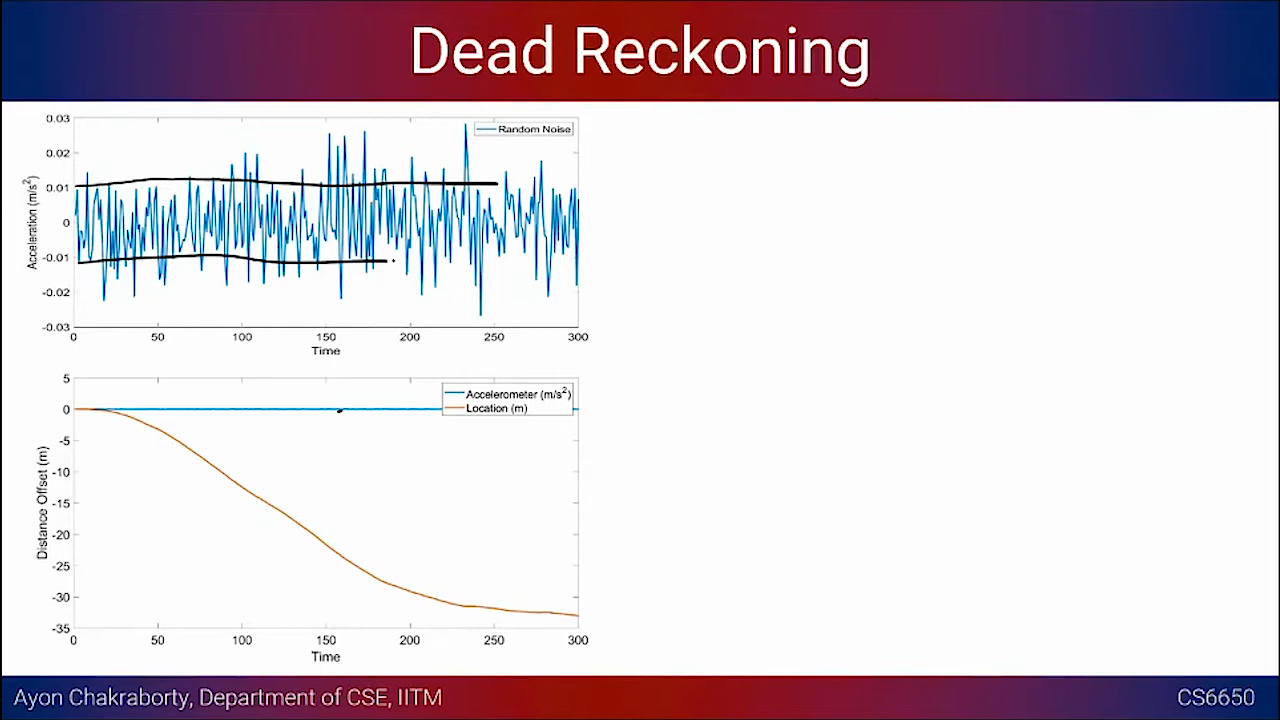 Dead Reckoning
0.03
0.02
0.01
0
-0.01
-0.02
-0.03
Acceleration (m/s²)
Random Noise
0 50 100 150 200 250 300
Time
5
0
-5
-10
-15
-20
-25
-30
-35
Distance Offset (m)
Accelerometer (m/s²)
Location (m)
0 50 100 150 200 250 300
Time
Ayon Chakraborty, Department of CSE, IITM
CS6650